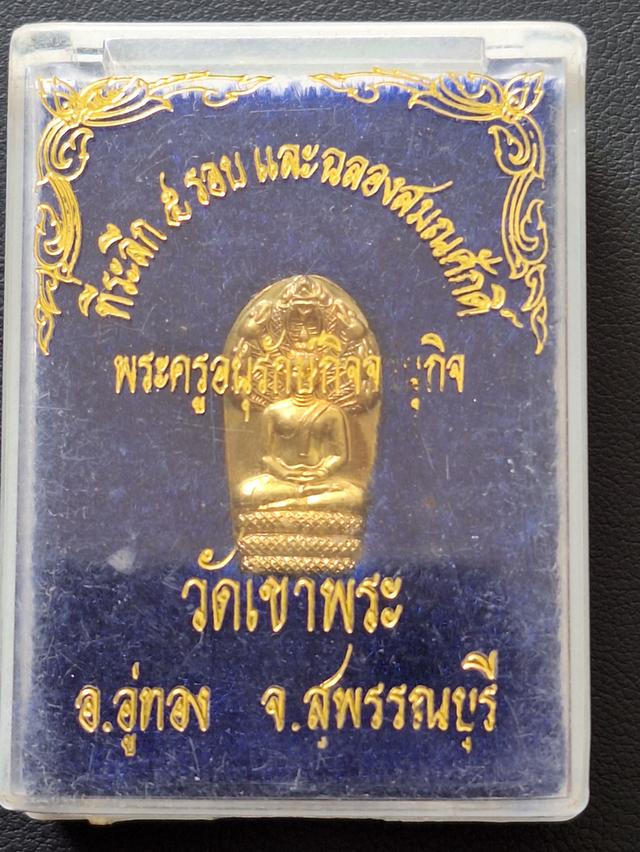 ที่ระลึก ๕ รอบ และฉลองสมณศักดิ์
พระครูอนุรักษ์กิจจ
วัดเขาพระ
อ.อู่ทอง จ.สุพรรณบุรี